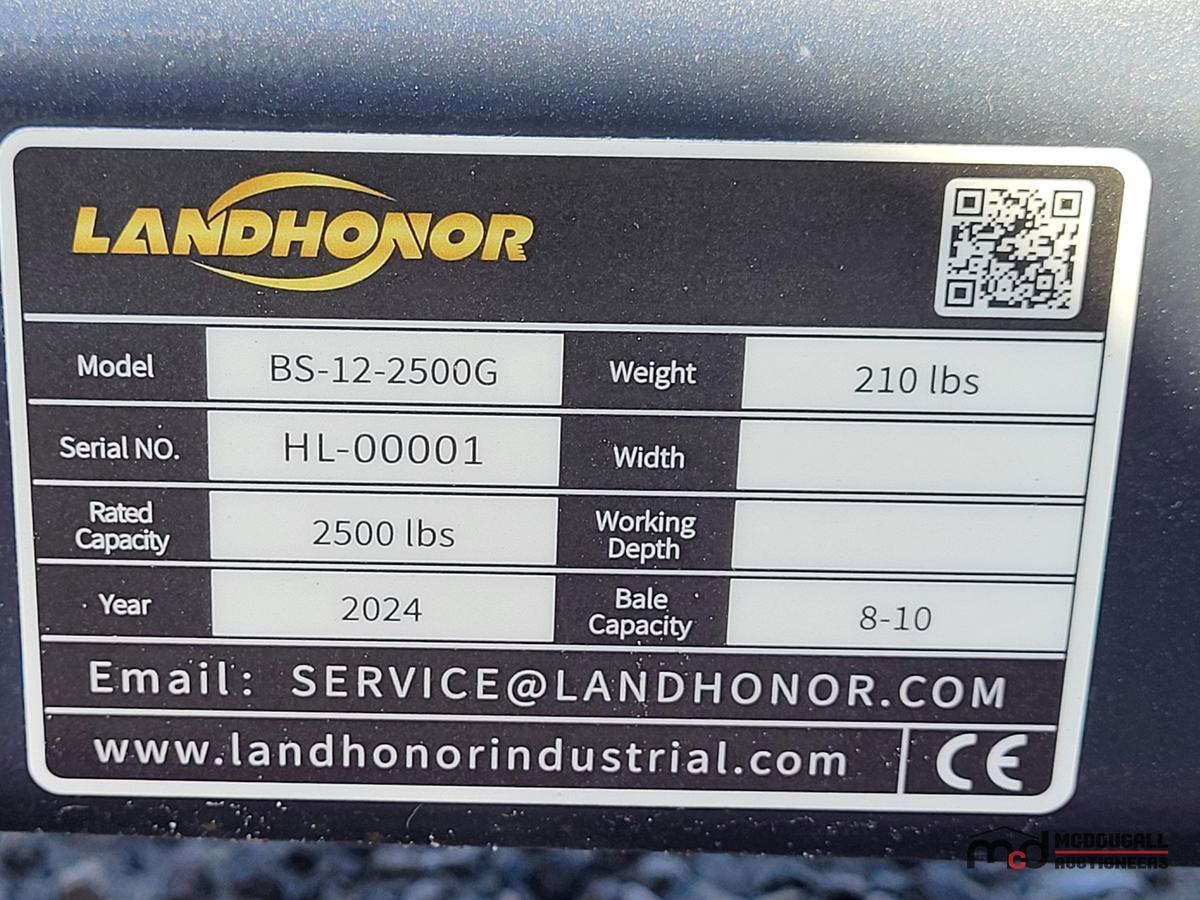 LANDHONOR
Model BS-12-2500G Weight 210 lbs
Serial NO. HL-00001 Width
Rated Capacity 2500 lbs Working Depth
Year 2024 Bale Capacity 8-10
Email: SERVICE@LANDHONOR.COM
www.landhonorindustrial.com CE
mcd MCDOUGALL
AUCTIONEERS